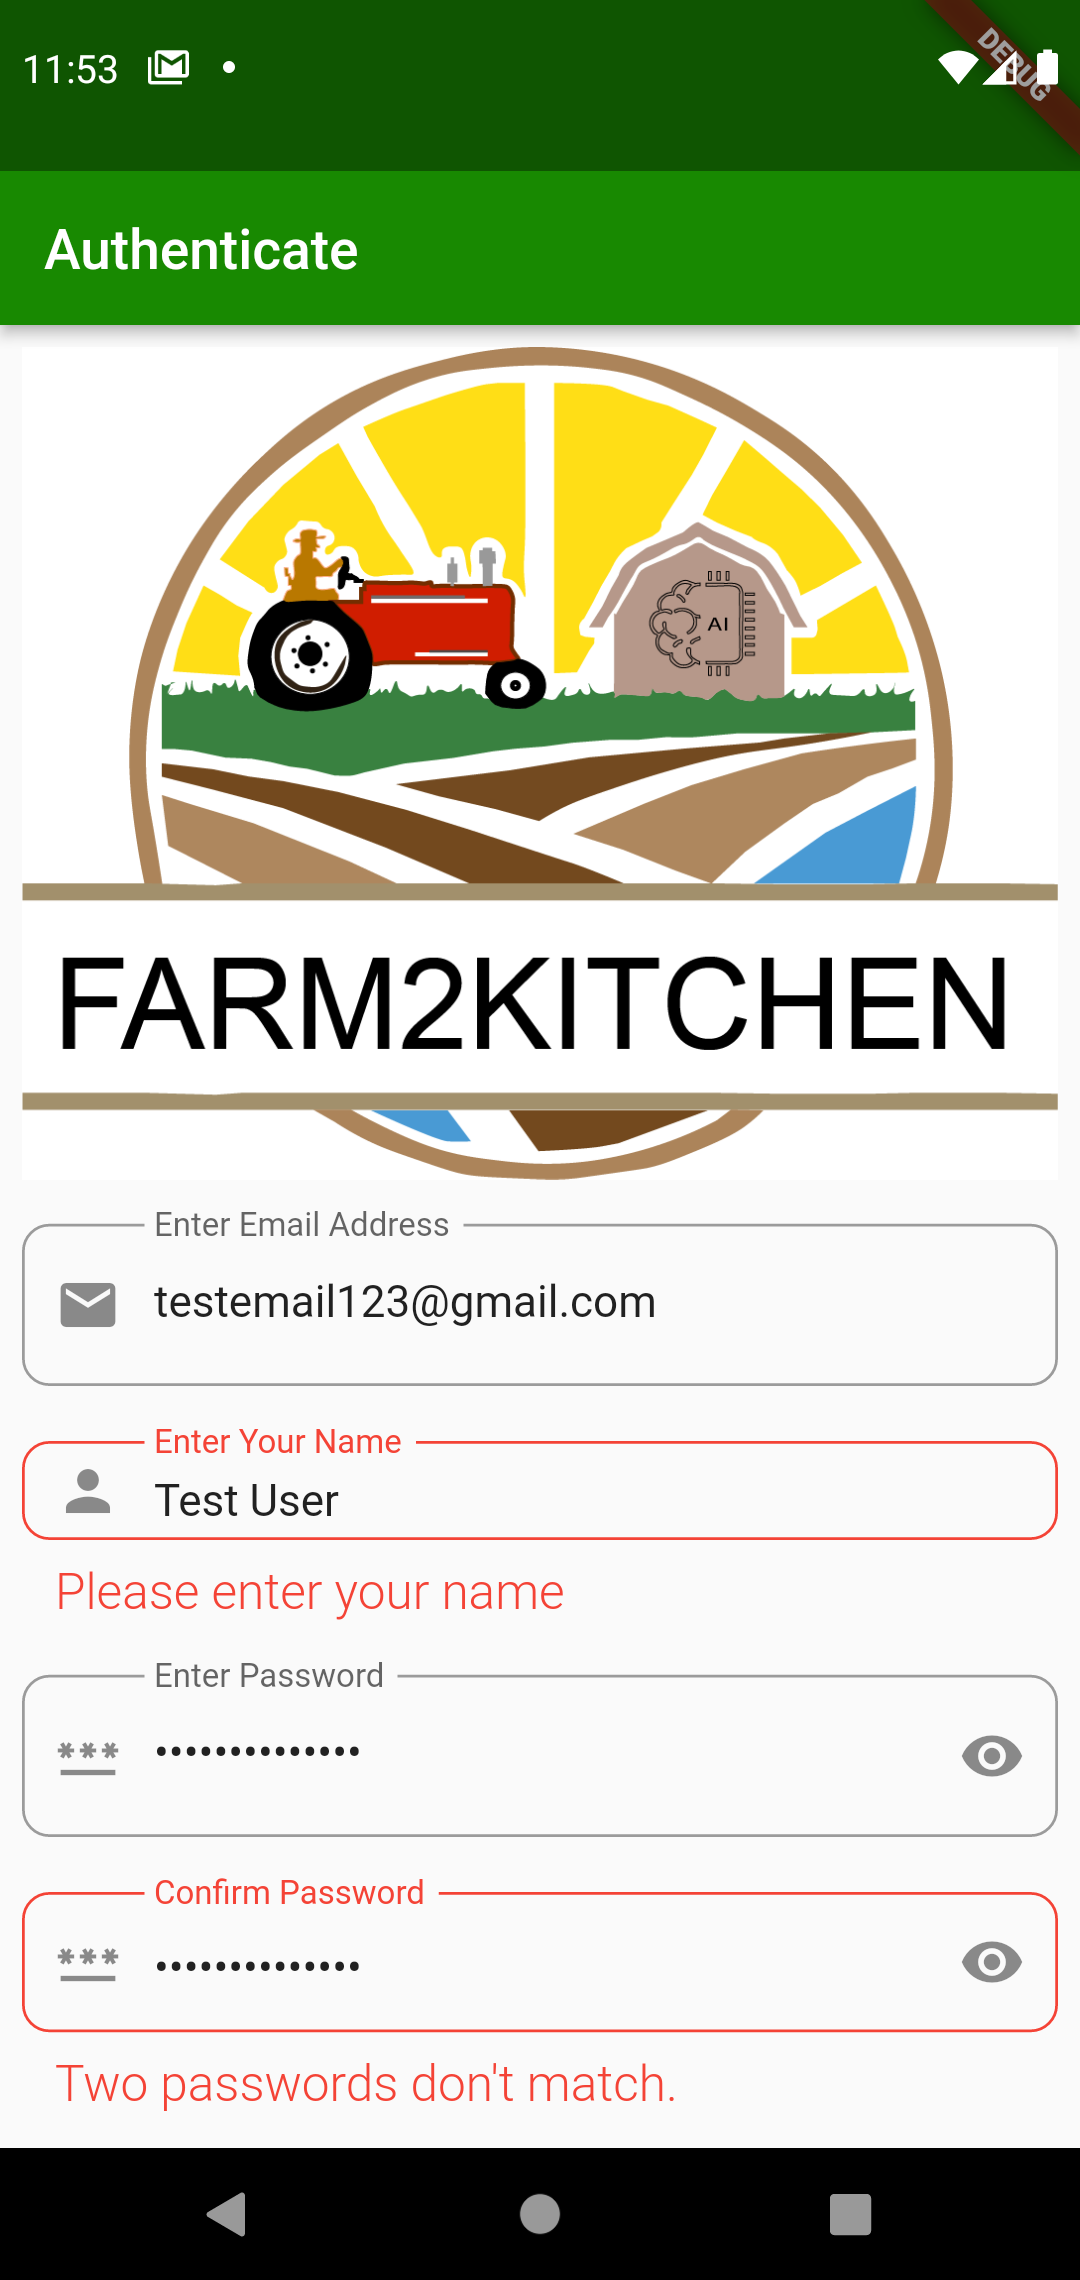 11:53
DEBUG
Authenticate
AI
FARM2KITCHEN
Enter Email Address
testemail123@gmail.com
Enter Your Name
Test User
Please enter your name
Enter Password
***
••••••••••••••
Confirm Password
***
••••••••••••••
Two passwords don't match.